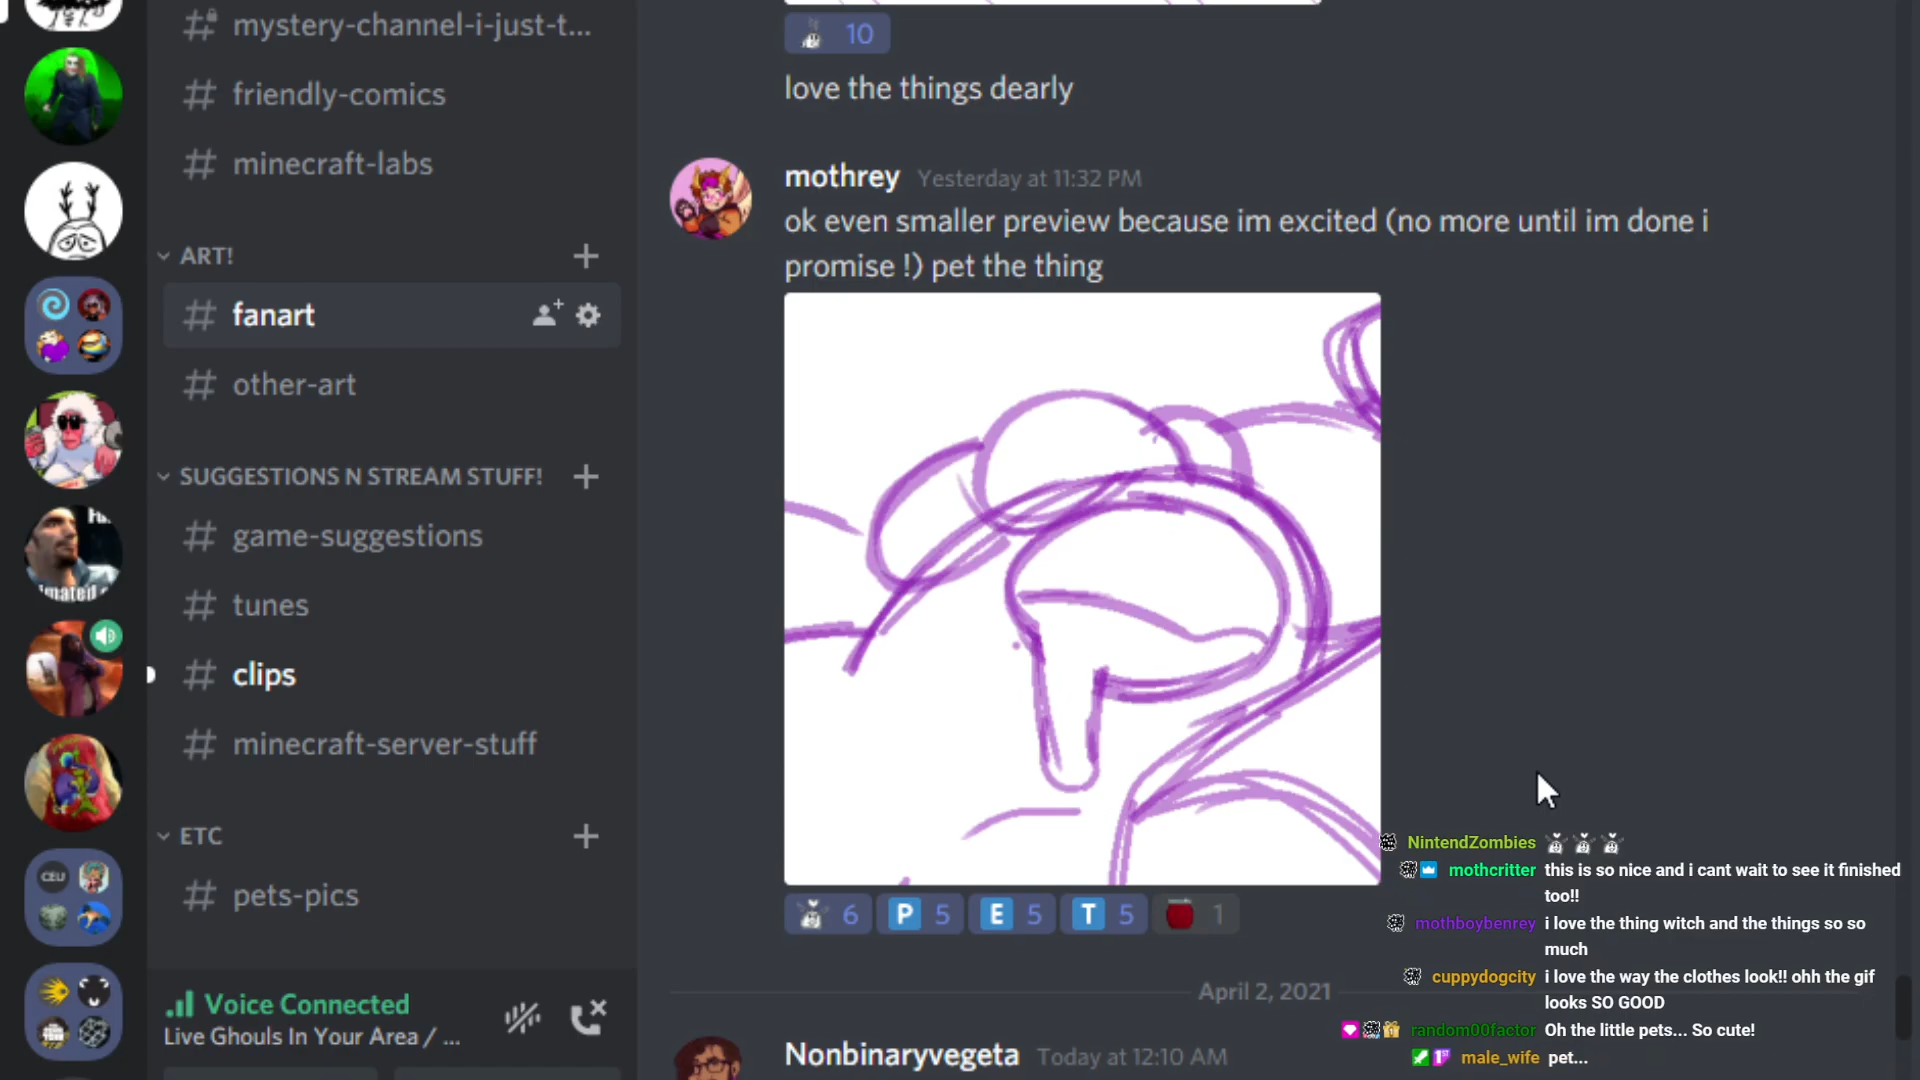 mystery-channel-i-just-t...
friendly-comics
minecraft-labs
ART!
fanart
other-art
SUGGESTIONS N STREAM STUFF!
game-suggestions
tunes
clips
minecraft-server-stuff
ETC
pets-pics
CEU
Voice Connected
Live Ghouls In Your Area / ...
10
love the things dearly
mothrey Yesterday at 11:32 PM
ok even smaller preview because im excited (no more until im done i
promise !) pet the thing
6 P 5 E 5 T 5 1
April 2, 2021
Nonbinaryvegeta Today at 12:10 AM
NintendZombies
mothcritter this is so nice and i cant wait to see it finished
too!!
mothboybenrey i love the thing witch and the things so so
much
cuppydogcity i love the way the clothes look!! ohh the gif
looks SO GOOD
random00factor Oh the little pets... So cute!
male_wife pet...